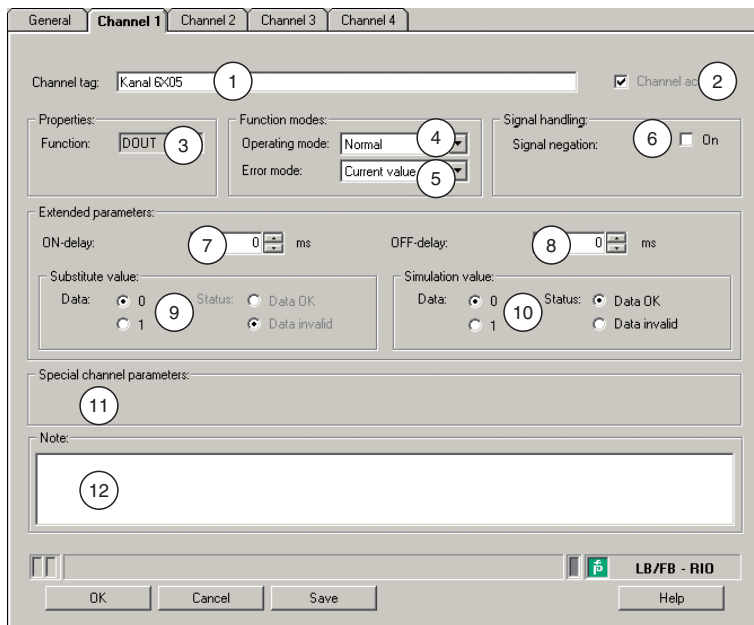 General Channel 1 Channel 2 Channel 3 Channel 4
Channel tag: Kanal 6X05 1 Channel ac 2
Properties: Function modes: Signal handling:
Function: DOUT 3 Operating mode: Normal 4 Signal negation: 6 On
Error mode: Current value 5
Extended parameters:
ON-delay: 7 0 ms OFF-delay: 8 0 ms
Substitute value: Simulation value:
Data: 0 9 Status: Data OK Data: 0 10 Status: Data OK
1 Data invalid 1 Data invalid
Special channel parameters:
11
Note:
12
LB/FB - RIO
OK Cancel Save Help